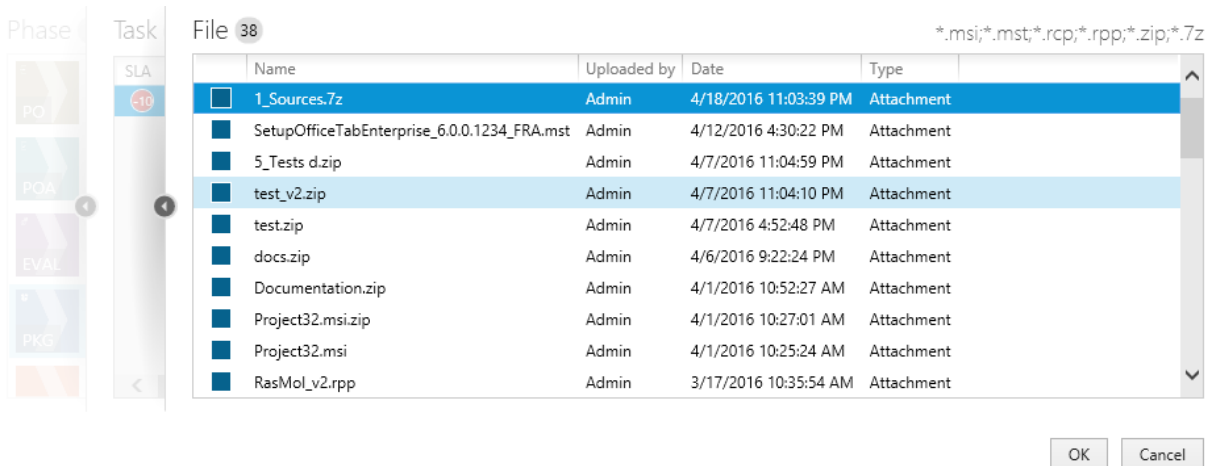 Phase Task File 38 *.msi;*.mst;*.rcp;*.rpp;*.zip;*.7z
SLA Name Uploaded by Date Type
-10 1_Sources.7z Admin 4/18/2016 11:03:39 PM Attachment
PO SetupOfficeTabEnterprise_6.0.0.1234_FRA.mst Admin 4/12/2016 4:30:22 PM Attachment
5_Tests d.zip Admin 4/7/2016 11:04:59 PM Attachment
POA test_v2.zip Admin 4/7/2016 11:04:10 PM Attachment
test.zip Admin 4/7/2016 4:52:48 PM Attachment
EVAL docs.zip Admin 4/6/2016 9:22:24 PM Attachment
Documentation.zip Admin 4/1/2016 10:52:27 AM Attachment
Project32.msi.zip Admin 4/1/2016 10:27:01 AM Attachment
PKG Project32.msi Admin 4/1/2016 10:25:24 AM Attachment
RasMol_v2.rpp Admin 3/17/2016 10:35:54 AM Attachment
OK Cancel